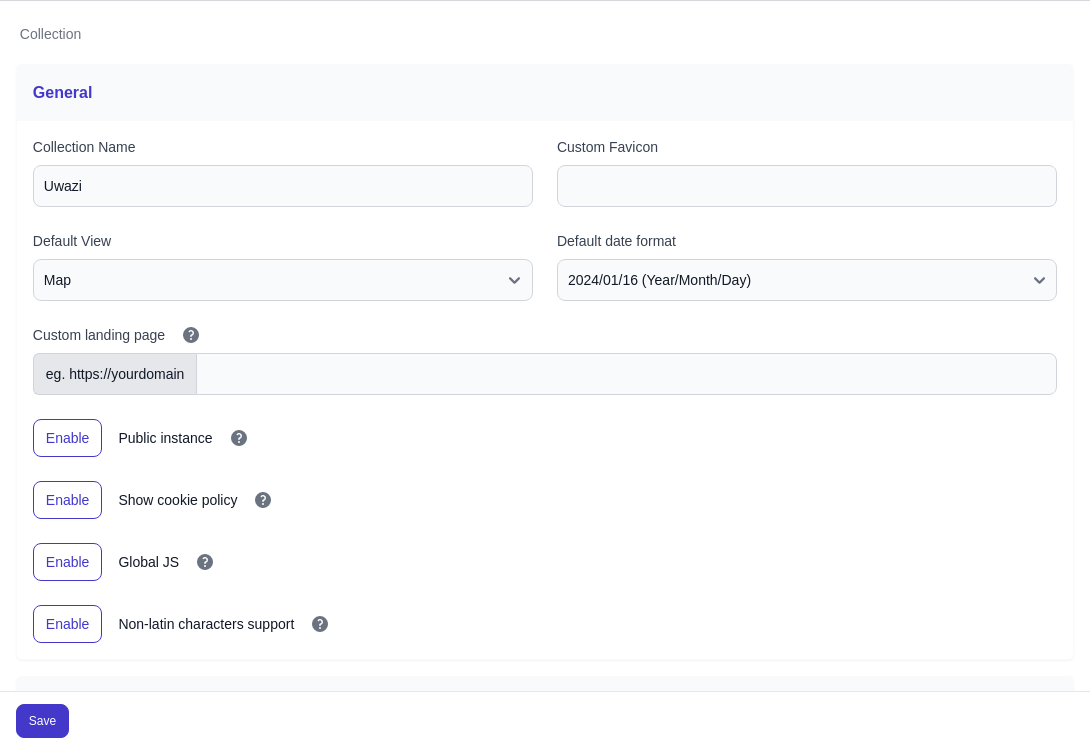 Collection
General
Collection Name
Custom Favicon
Uwazi
Default View
Default date format
Map
2024/01/16 (Year/Month/Day)
Custom landing page
eg. https://yourdomain
Enable Public instance
Enable Show cookie policy
Enable Global JS
Enable Non-latin characters support
Save